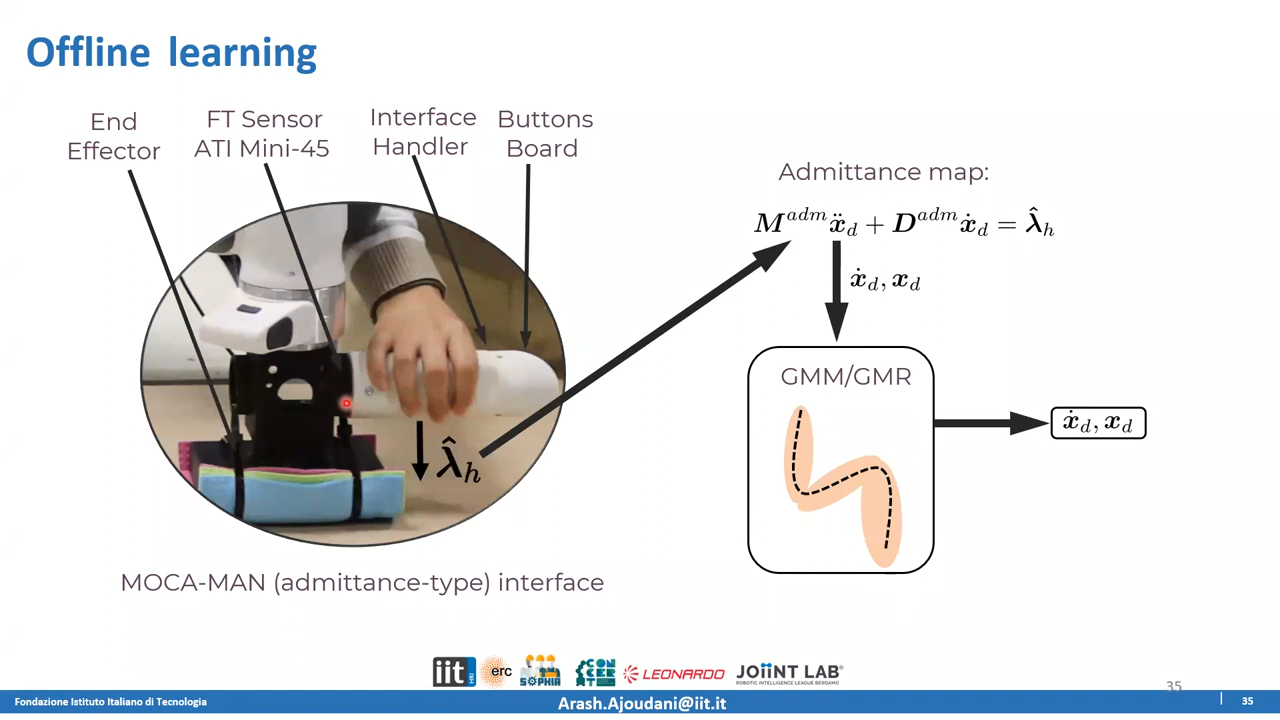 Offline learning
End
Effector
FT Sensor
ATI Mini-45
Interface
Handler
Buttons
Board
Admittance map:
M^{adm} ẍ_d + D^{adm} ẋ_d = λ̂_h
ẋ_d, x_d
GMM/GMR
ẋ_d, x_d
λ̂_h
MOCA-MAN (admittance-type) interface
iit
HRII
erc
SOPHIA
CONCERT
LEONARDO
JOiiNT LAB
ROBOTIC INTELLIGENCE LEAGUE BERGAMO
35
Fondazione Istituto Italiano di Tecnologia
Arash.Ajoudani@iit.it
35